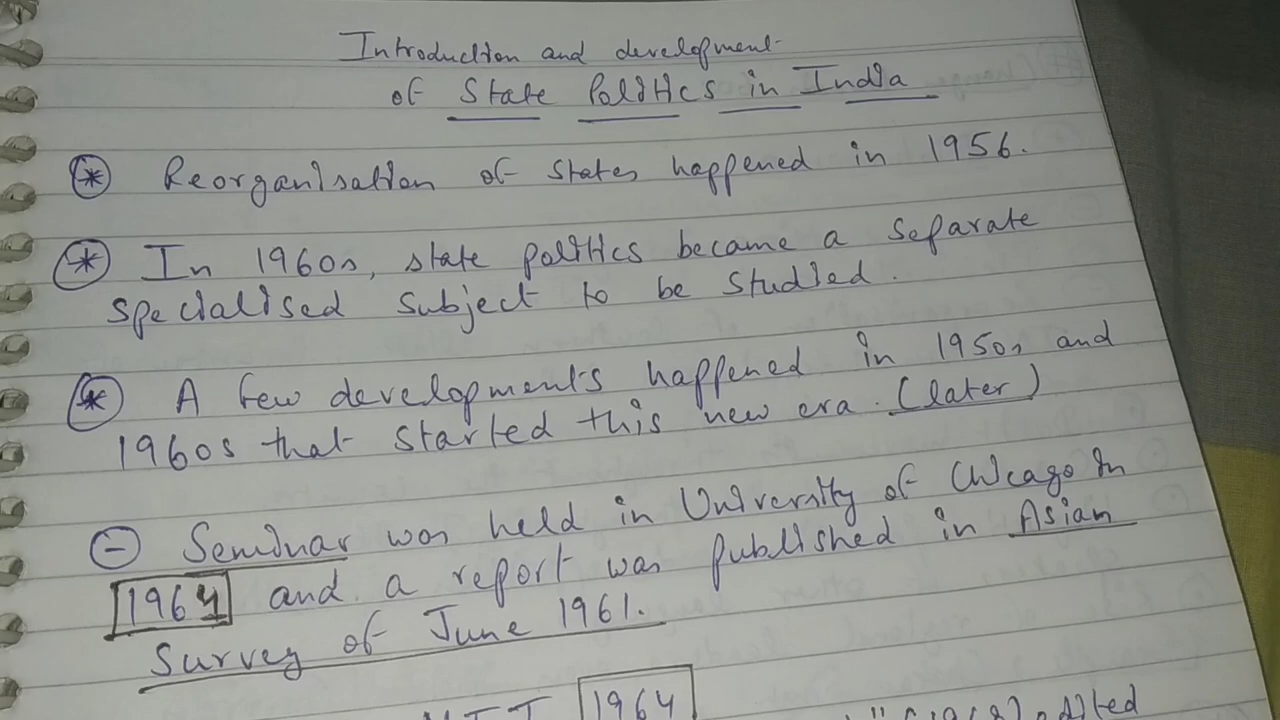 Introduction and development
of State Politics in India
* Reorganisation of states happened in 1956.
* In 1960s, state politics became a separate
specialised subject to be studied.
* A few developments happened in 1950s and
1960s that started this new era. (later)
- Seminar was held in University of Chicago in
1964 and a report was published in Asian
Survey of June 1961.
1964 edited